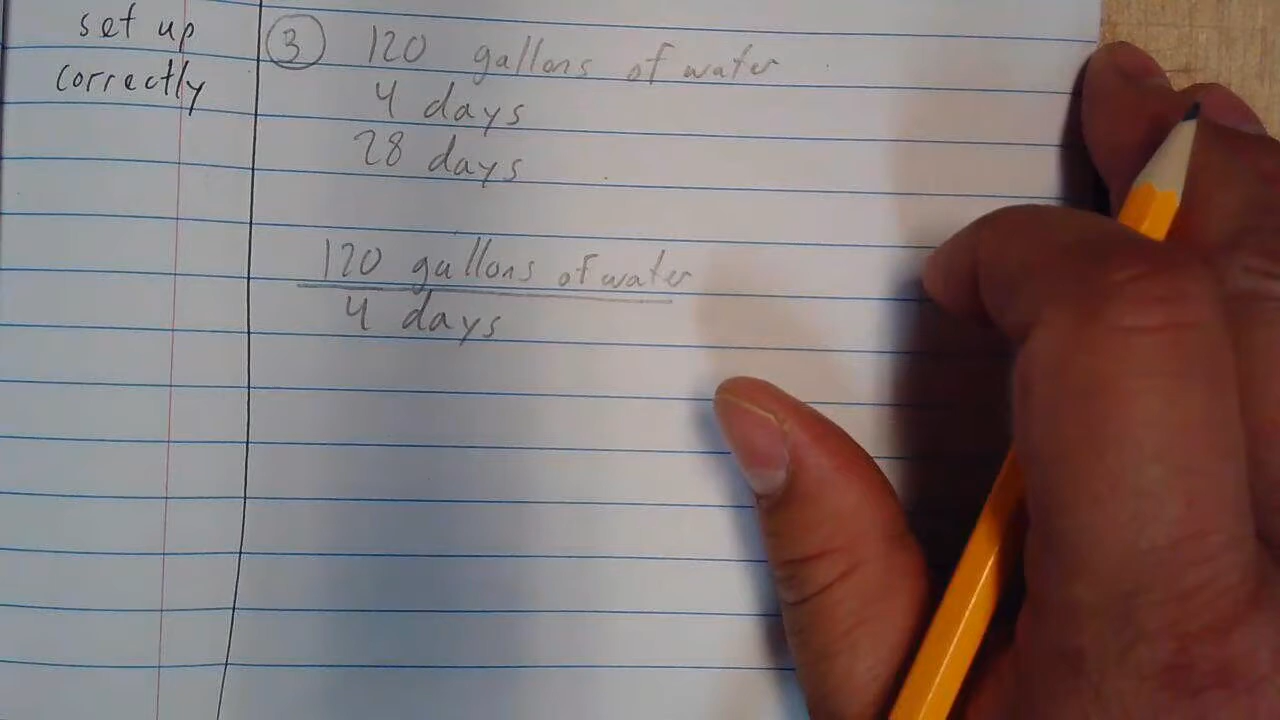 set up
correctly
3 120 gallons of water
4 days
28 days
120 gallons of water
4 days